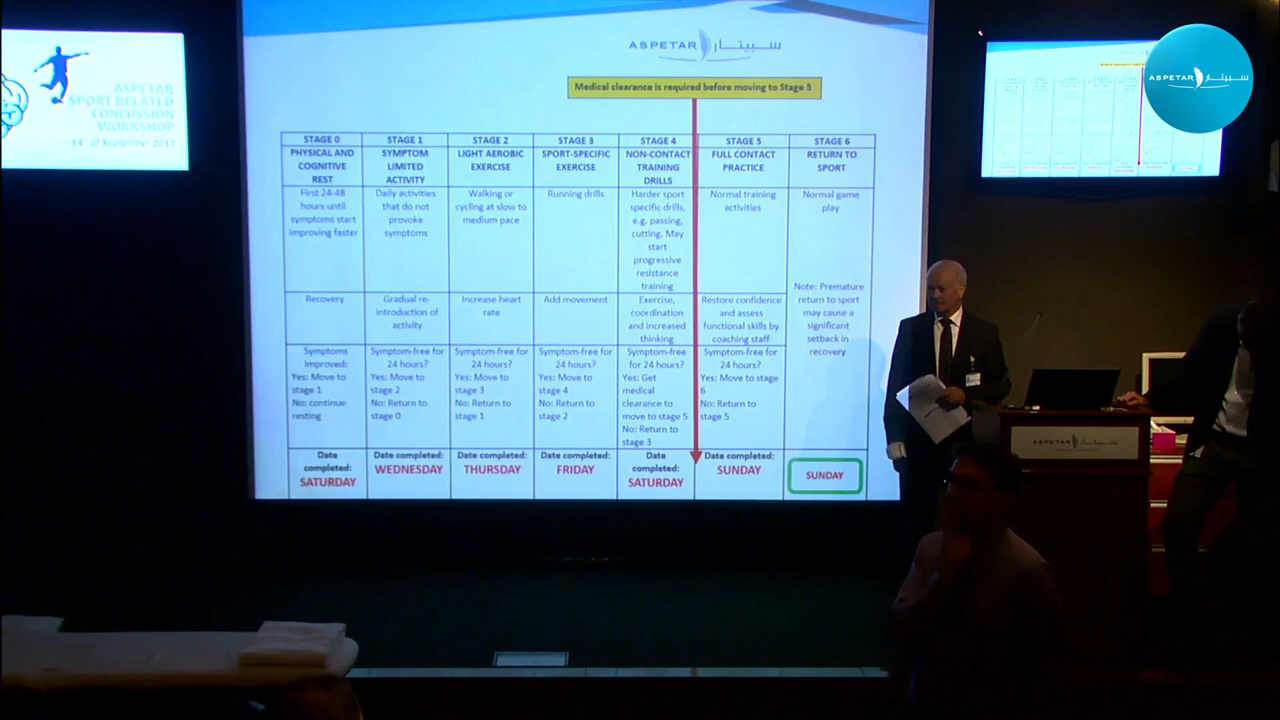 ASPETAR
SPORT RELATED
CONCUSSION
WORKSHOP
14th of September 2017
ASPETAR سبيتار
Medical clearance is required before moving to Stage 5
STAGE 0
PHYSICAL AND
COGNITIVE
REST
First 24-48
hours until
symptoms start
improving faster
Recovery
Symptoms
improved:
Yes: Move to
stage 1
No: continue
resting
Date
completed:
SATURDAY
STAGE 1
SYMPTOM
LIMITED
ACTIVITY
Daily activities
that do not
provoke
symptoms
Gradual re-
introduction of
activity
Symptom-free for
24 hours?
Yes: Move to
stage 2
No: Return to
stage 0
Date completed:
WEDNESDAY
STAGE 2
LIGHT AEROBIC
EXERCISE
Walking or
cycling at slow to
medium pace
Increase heart
rate
Symptom-free for
24 hours?
Yes: Move to
stage 3
No: Return to
stage 1
Date completed:
THURSDAY
STAGE 3
SPORT-SPECIFIC
EXERCISE
Running drills
Add movement
Symptom-free for
24 hours?
Yes: Move to
stage 4
No: Return to
stage 2
Date completed:
FRIDAY
STAGE 4
NON-CONTACT
TRAINING
DRILLS
Harder sport
specific drills,
e.g. passing,
cutting. May
start
progressive
resistance
training
Exercise,
coordination
and increased
thinking
Symptom-free
for 24 hours?
Yes: Get
medical
clearance to
move to stage 5
No: Return to
stage 3
Date
completed:
SATURDAY
STAGE 5
FULL CONTACT
PRACTICE
Normal training
activities
Restore confidence
and assess
functional skills by
coaching staff
Symptom-free for
24 hours?
Yes: Move to stage
6
No: Return to
stage 5
Date completed:
SUNDAY
STAGE 6
RETURN TO
SPORT
Normal game
play
Note: Premature
return to sport
may cause a
significant
setback in
recovery
SUNDAY
ASPETAR سبيتار
ASPETAR سبيتار